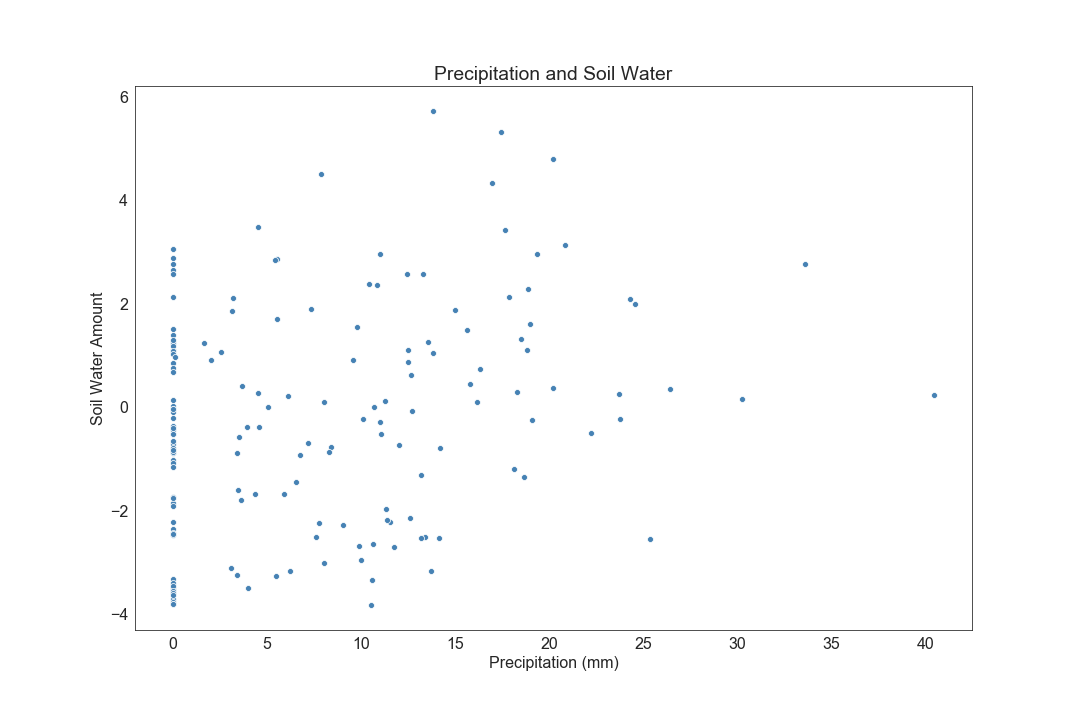 Precipitation and Soil Water
6
4
2
0
−2
−4
Soil Water Amount
0 5 10 15 20 25 30 35 40
Precipitation (mm)